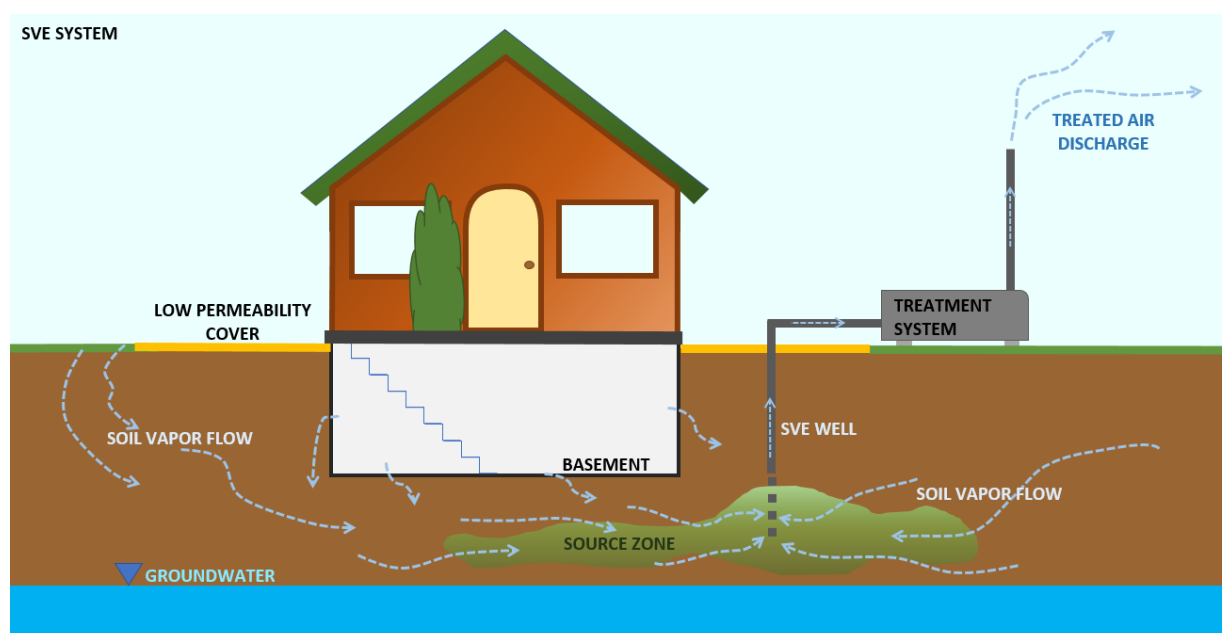 SVE SYSTEM
TREATED AIR
DISCHARGE
LOW PERMEABILITY
COVER
TREATMENT
SYSTEM
SOIL VAPOR FLOW
SVE WELL
BASEMENT
SOIL VAPOR FLOW
SOURCE ZONE
GROUNDWATER